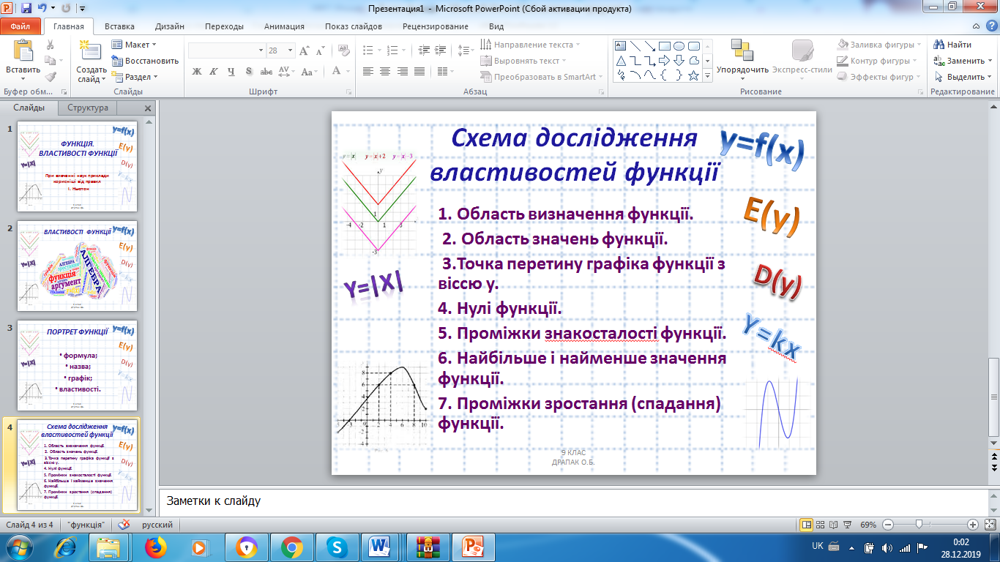 Презентация1 - Microsoft PowerPoint (Сбой активации продукта)
Файл Главная Вставка Дизайн Переходы Анимация Показ слайдов Рецензирование Вид
Вставить
Буфер обм...
Создать слайд
Макет
Восстановить
Раздел
Слайды
28
Ж К Ч S abc AV Aa А
Шрифт
Направление текста
Выровнять текст
Преобразовать в SmartArt
Абзац
Упорядочить
Экспресс-стили
Заливка фигуры
Контур фигуры
Эффекты фигур
Рисование
Найти
Заменить
Выделить
Редактирование
Слайды Структура
1
ФУНКЦІЯ.
ВЛАСТИВОСТІ ФУНКЦІЇ
При вивченні наук приклади
корисніші від правил
І. Ньютон
y=f(x)
E(y)
D(y)
Y=|X|
2
ВЛАСТИВОСТІ ФУНКЦІЇ
АЛГЕБРА
функція
аргумент
АЛГЕБРА
y=f(x)
E(y)
D(y)
Y=|X|
3
ПОРТРЕТ ФУНКЦІЇ
• формула;
• назва;
• графік;
• властивості.
y=f(x)
E(y)
D(y)
Y=|X|
4
Схема дослідження
властивостей функції
1. Область визначення функції.
2. Область значень функції.
3.Точка перетину графіка функції з
віссю у.
4. Нулі функції.
5. Проміжки знакосталості функції.
6. Найбільше і найменше значення
функції.
7. Проміжки зростання (спадання)
функції.
y=f(x)
E(y)
D(y)
Y=|X|
Схема дослідження
властивостей функції
1. Область визначення функції.
2. Область значень функції.
3.Точка перетину графіка функції з
віссю у.
4. Нулі функції.
5. Проміжки знакосталості функції.
6. Найбільше і найменше значення
функції.
7. Проміжки зростання (спадання)
функції.
y=|x| y=|x|+2 y=|x|−3
y
1
-4 -2 1 3
-3
Y=|X|
8
6
4
2
-3 2 4 6 8 10
-2
-4
y=f(x)
E(y)
D(y)
Y=kx
9 КЛАС
ДРАПАК О.Б.
Заметки к слайду
Слайд 4 из 4 "функція" русский 69%
UK 0:02
28.12.2019